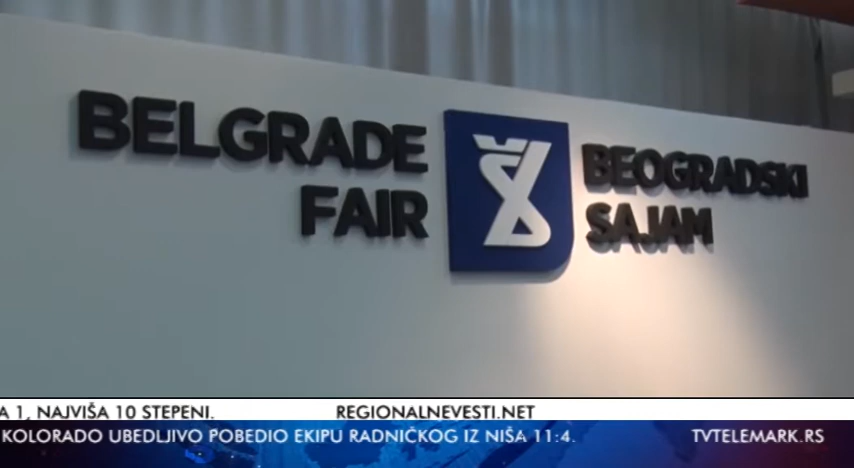 BELGRADE
FAIR
BEOGRADSKI
SAJAM
A 1, NAJVIŠA 10 STEPENI.
REGIONALNEVESTI.NET
KOLORADO UBEDLJIVO POBEDIO EKIPU RADNIČKOG IZ NIŠA 11:4.
TVTELEMARK.RS